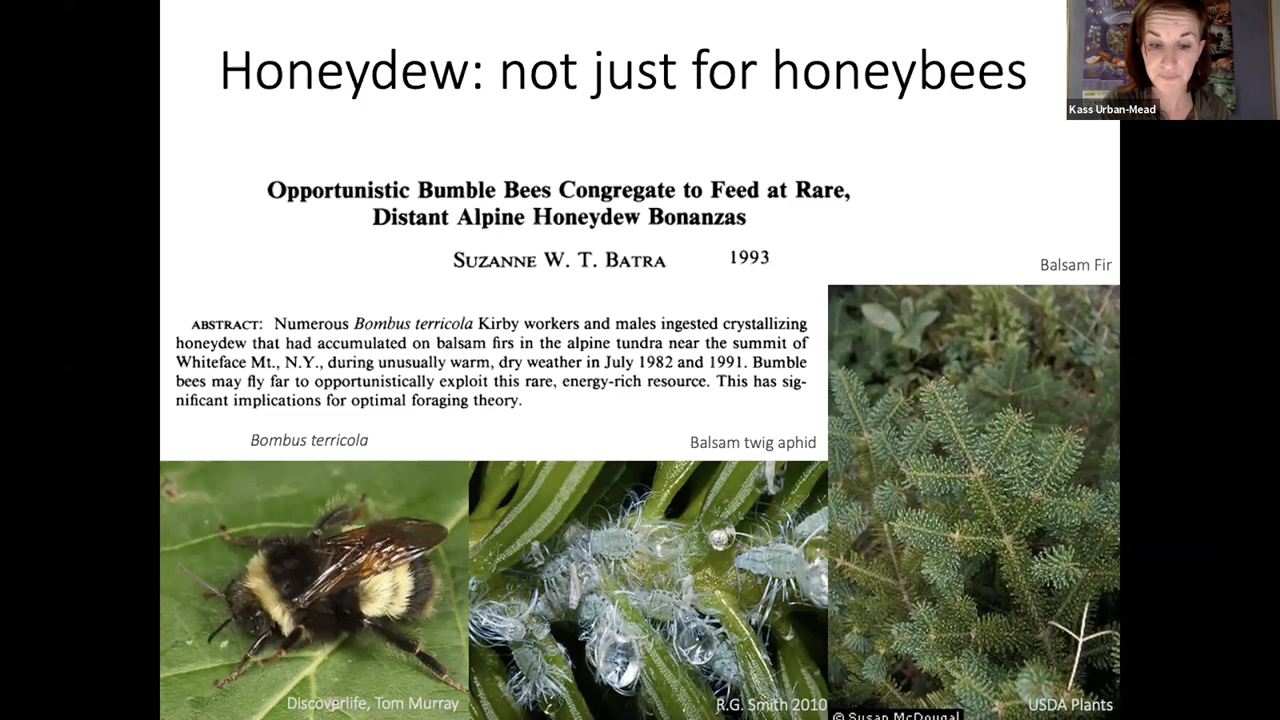 Honeydew: not just for honeybees
Kass Urban-Mead
Opportunistic Bumble Bees Congregate to Feed at Rare,
Distant Alpine Honeydew Bonanzas
SUZANNE W. T. BATRA 1993
Balsam Fir
ABSTRACT: Numerous Bombus terricola Kirby workers and males ingested crystallizing
honeydew that had accumulated on balsam firs in the alpine tundra near the summit of
Whiteface Mt., N.Y., during unusually warm, dry weather in July 1982 and 1991. Bumble
bees may fly far to opportunistically exploit this rare, energy-rich resource. This has sig-
nificant implications for optimal foraging theory.
Bombus terricola
Balsam twig aphid
Discoverlife, Tom Murray
R.G. Smith 2010
USDA Plants
© Susan McDougal